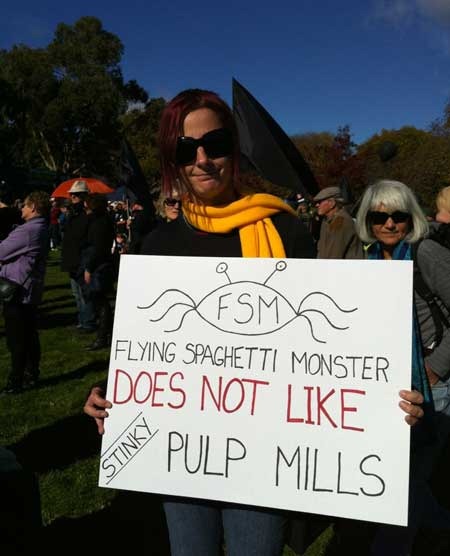 FSM
FLYING SPAGHETTI MONSTER
DOES NOT LIKE
STINKY
PULP MILLS